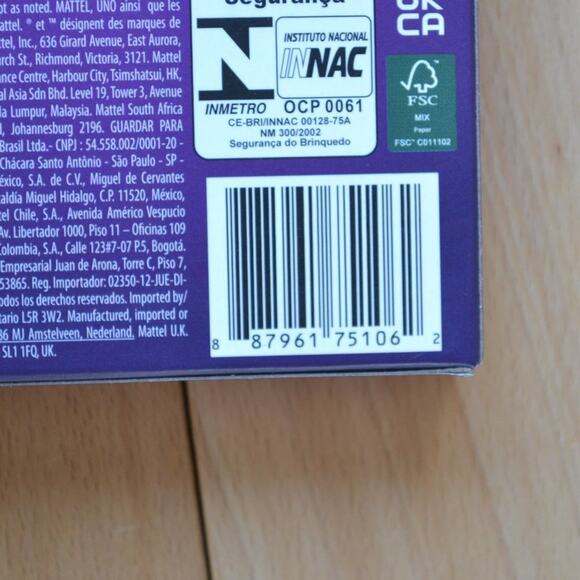 pt as noted. MATTEL, UNO ainsi que les
attel. ® et ™ désignent des marques de
ttel, Inc., 636 Girard Avenue, East Aurora,
urch St., Richmond, Victoria, 3121. Mattel
ance Centre, Harbour City, Tsimshatsui, HK,
al Asia Sdn Bhd. Level 19, Tower 3, Avenue
la Lumpur, Malaysia. Mattel South Africa
, Johannesburg 2196. GUARDAR PARA
Brasil Ltda.- CNPJ : 54.558.002/0001-20 -
Chácara Santo Antônio - São Paulo - SP -
éxico, S.A. de C.V., Miguel de Cervantes
caldía Miguel Hidalgo, C.P. 11520, México,
tel Chile, S.A., Avenida Américo Vespucio
Av. Libertador 1000, Piso 11 – Oficinas 109
Colombia, S.A., Calle 123#7-07 P.5, Bogotá.
Empresarial Juan de Arona, Torre C, Piso 7,
53865. Reg. Importador: 02350-12-JUE-DI-
odos los derechos reservados. Imported by/
tario L5R 3W2. Manufactured, imported or
86 MJ Amstelveen, Nederland. Mattel U.K.
SL1 1FQ, UK.
Segurança
INSTITUTO NACIONAL
INNAC
INMETRO OCP 0061
CE-BRI/INNAC 00128-75A
NM 300/2002
Segurança do Brinquedo
UK
CA
FSC
MIX
Paper
FSC™ C011102
8 87961 75106 2